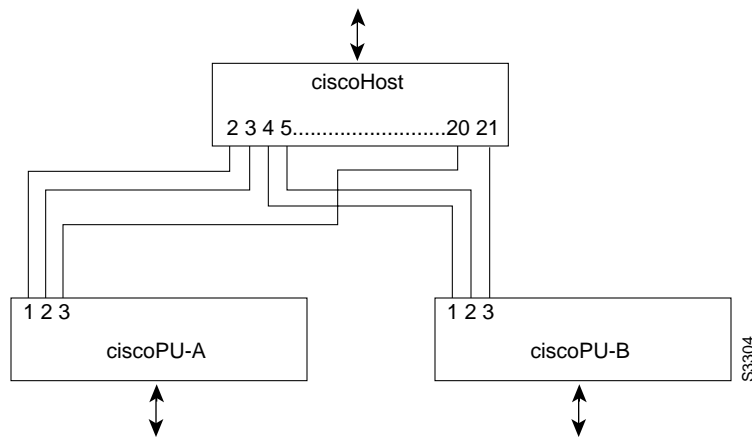 ciscoHost
2 3 4 5..........................20 21
1 2 3
1 2 3
ciscoPU-A
ciscoPU-B
S3304